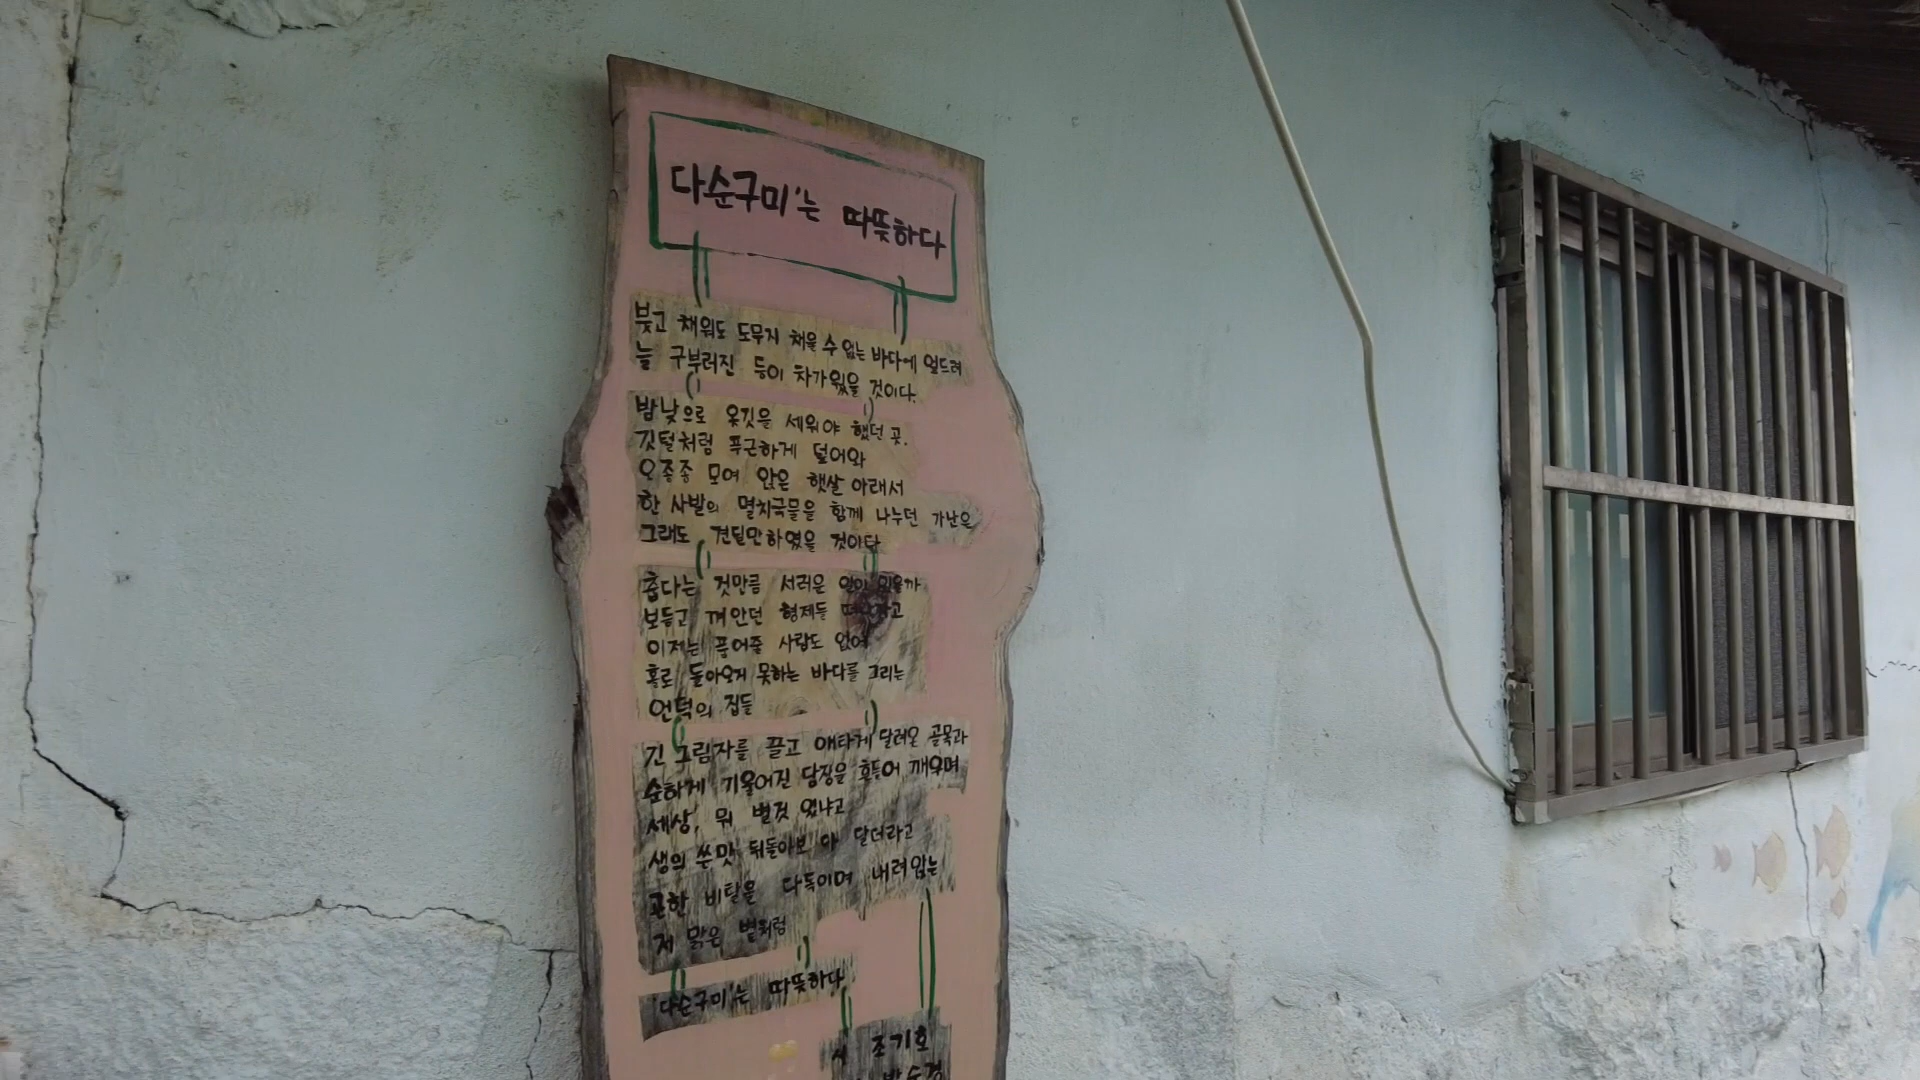 다순구미'는 따뜻하다
붓고 채워도 도무지 채울 수 없는 바다에 엎드려
늘 구부러진 등이 차가웠을 것이다.
밤낮으로 옷깃을 세워야 했던 곳.
깃털처럼 푸근하게 덮어와
오종종 모여 앉은 햇살 아래서
한 사발의 멸치국물을 함께 나누던 가난은
그래도 견딜만하였을 것이다
춥다는 것만큼 서러운 일이 있을까
보듬고 껴안던 형제들 떠나가고
이제는 품어줄 사람도 없어
홀로 돌아오지 못하는 바다를 그리는
언덕의 집들
긴 그림자를 끌고 애타게 달려온 골목과
순하게 기울어진 담장을 흔들어 깨우며
세상, 뭐 별것 있냐고
생의 쓴맛 뒤돌아보아 달더라고
곤한 비탈을 다독이며 내려앉는
저 맑은 볕처럼
'다순구미'는 따뜻하다
시 조기호
박수경